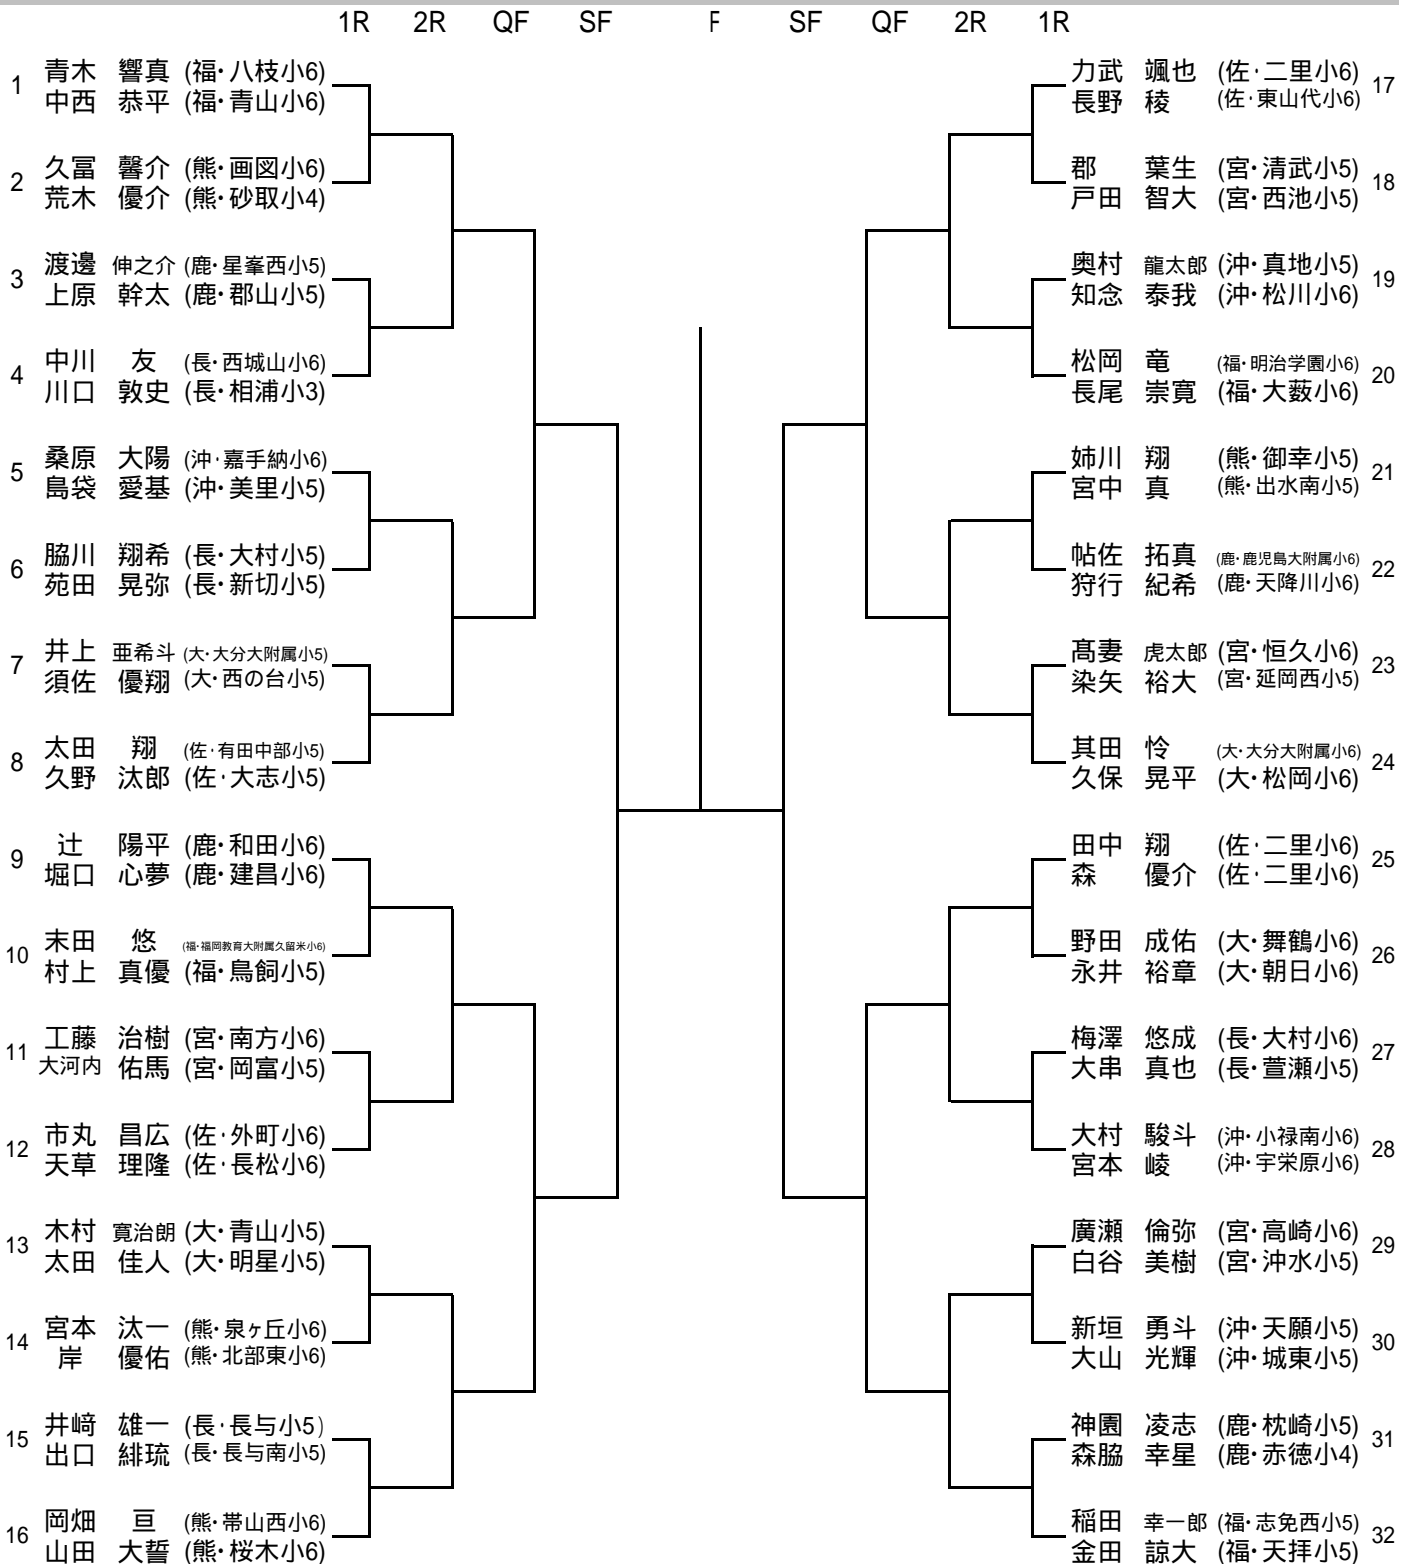 1R 2R QF SF F SF QF 2R 1R
1 青木 響真 (福・八枝小6)
中西 恭平 (福・青山小6)
2 久冨 馨介 (熊・画図小6)
荒木 優介 (熊・砂取小4)
3 渡邊 伸之介 (鹿・星峯西小5)
上原 幹太 (鹿・郡山小5)
4 中川 友 (長・西城山小6)
川口 敦史 (長・相浦小3)
5 桑原 大陽 (沖・嘉手納小6)
島袋 愛基 (沖・美里小5)
6 脇川 翔希 (長・大村小5)
苑田 晃弥 (長・新切小5)
7 井上 亜希斗 (大・大分大附属小5)
須佐 優翔 (大・西の台小5)
8 太田 翔 (佐・有田中部小5)
久野 汰郎 (佐・大志小5)
9 辻 陽平 (鹿・和田小6)
堀口 心夢 (鹿・建昌小6)
10 末田 悠 (福・福岡教育大附属久留米小6)
村上 真優 (福・鳥飼小5)
11 工藤 治樹 (宮・南方小6)
大河内 佑馬 (宮・岡富小5)
12 市丸 昌広 (佐・外町小6)
天草 理隆 (佐・長松小6)
13 木村 寛治朗 (大・青山小5)
太田 佳人 (大・明星小5)
14 宮本 汰一 (熊・泉ヶ丘小6)
岸 優佑 (熊・北部東小6)
15 井﨑 雄一 (長・長与小5)
出口 緋琉 (長・長与南小5)
16 岡畑 亘 (熊・帯山西小6)
山田 大誓 (熊・桜木小6)
力武 颯也 (佐・二里小6) 17
長野 稜 (佐・東山代小6)
郡 葉生 (宮・清武小5) 18
戸田 智大 (宮・西池小5)
奥村 龍太郎 (沖・真地小5) 19
知念 泰我 (沖・松川小6)
松岡 竜 (福・明治学園小6) 20
長尾 崇寛 (福・大薮小6)
姉川 翔 (熊・御幸小5) 21
宮中 真 (熊・出水南小5)
帖佐 拓真 (鹿・鹿児島大附属小6) 22
狩行 紀希 (鹿・天降川小6)
髙妻 虎太郎 (宮・恒久小6) 23
染矢 裕大 (宮・延岡西小5)
其田 怜 (大・大分大附属小6) 24
久保 晃平 (大・松岡小6)
田中 翔 (佐・二里小6) 25
森 優介 (佐・二里小6)
野田 成佑 (大・舞鶴小6) 26
永井 裕章 (大・朝日小6)
梅澤 悠成 (長・大村小6) 27
大串 真也 (長・萱瀬小5)
大村 駿斗 (沖・小禄南小6) 28
宮本 崚 (沖・宇栄原小6)
廣瀬 倫弥 (宮・高崎小6) 29
白谷 美樹 (宮・沖水小5)
新垣 勇斗 (沖・天願小5) 30
大山 光輝 (沖・城東小5)
神園 凌志 (鹿・枕崎小5) 31
森脇 幸星 (鹿・赤徳小4)
稲田 幸一郎 (福・志免西小5) 32
金田 諒大 (福・天拝小5)